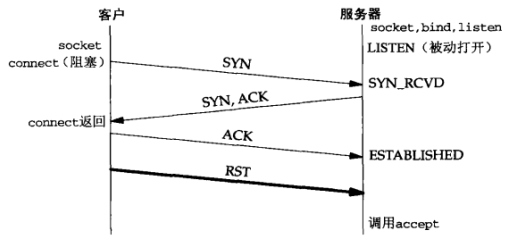 客户
服务器
socket
connect（阻塞）
socket,bind,listen
LISTEN（被动打开）
SYN
SYN_RCVD
SYN, ACK
connect返回
ACK
ESTABLISHED
RST
调用accept